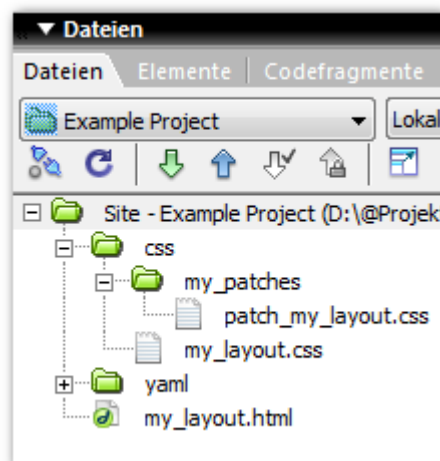 Dateien
Dateien Elemente Codefragmente
Example Project Lokal
Site - Example Project (D:\@Projek
css
my_patches
patch_my_layout.css
my_layout.css
yaml
my_layout.html